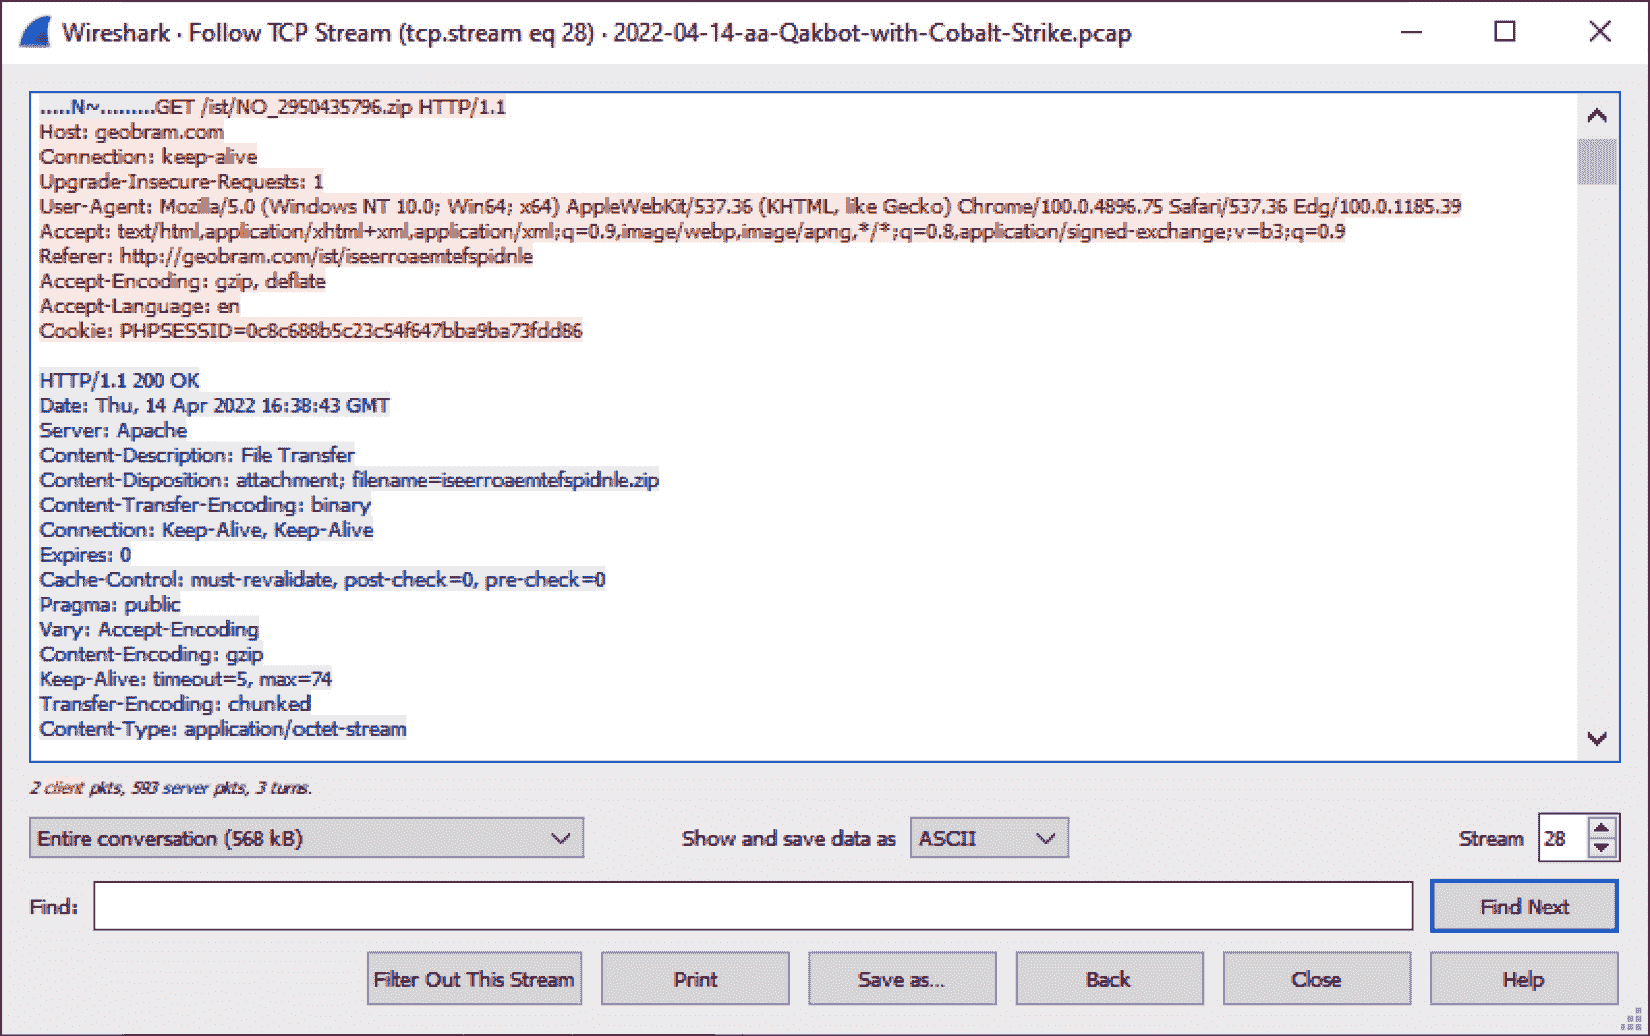 Wireshark · Follow TCP Stream (tcp.stream eq 28) · 2022-04-14-aa-Qakbot-with-Cobalt-Strike.pcap
.....N~.........GET /ist/NO_2950435796.zip HTTP/1.1
Host: geobram.com
Connection: keep-alive
Upgrade-Insecure-Requests: 1
User-Agent: Mozilla/5.0 (Windows NT 10.0; Win64; x64) AppleWebKit/537.36 (KHTML, like Gecko) Chrome/100.0.4896.75 Safari/537.36 Edg/100.0.1185.39
Accept: text/html,application/xhtml+xml,application/xml;q=0.9,image/webp,image/apng,*/*;q=0.8,application/signed-exchange;v=b3;q=0.9
Referer: http://geobram.com/ist/iseerroaemtefspidnle
Accept-Encoding: gzip, deflate
Accept-Language: en
Cookie: PHPSESSID=0c8c688b5c23c54f647bba9ba73fdd86
HTTP/1.1 200 OK
Date: Thu, 14 Apr 2022 16:38:43 GMT
Server: Apache
Content-Description: File Transfer
Content-Disposition: attachment; filename=iseerroaemtefspidnle.zip
Content-Transfer-Encoding: binary
Connection: Keep-Alive, Keep-Alive
Expires: 0
Cache-Control: must-revalidate, post-check=0, pre-check=0
Pragma: public
Vary: Accept-Encoding
Content-Encoding: gzip
Keep-Alive: timeout=5, max=74
Transfer-Encoding: chunked
Content-Type: application/octet-stream
2 client pkts, 593 server pkts, 3 turns.
Entire conversation (568 kB) Show and save data as ASCII Stream 28
Find: Find Next
Filter Out This Stream Print Save as... Back Close Help